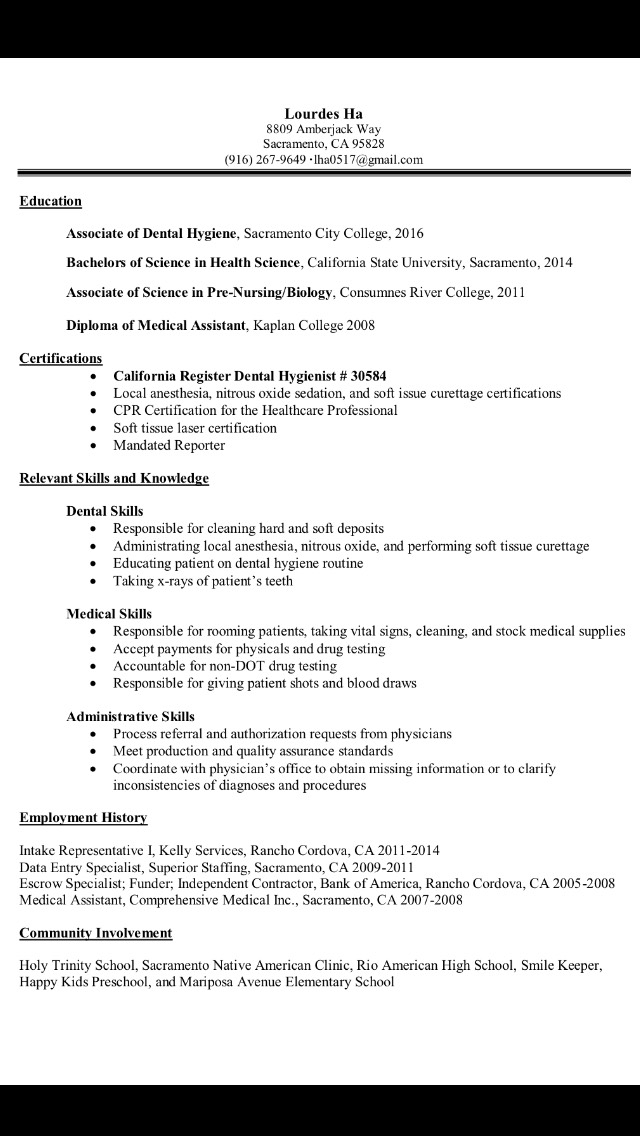 Lourdes Ha
8809 Amberjack Way
Sacramento, CA 95828
(916) 267-9649 ·lha0517@gmail.com
Education
Associate of Dental Hygiene, Sacramento City College, 2016
Bachelors of Science in Health Science, California State University, Sacramento, 2014
Associate of Science in Pre-Nursing/Biology, Consumnes River College, 2011
Diploma of Medical Assistant, Kaplan College 2008
Certifications
• California Register Dental Hygienist # 30584
• Local anesthesia, nitrous oxide sedation, and soft issue curettage certifications
• CPR Certification for the Healthcare Professional
• Soft tissue laser certification
• Mandated Reporter
Relevant Skills and Knowledge
Dental Skills
• Responsible for cleaning hard and soft deposits
• Administrating local anesthesia, nitrous oxide, and performing soft tissue curettage
• Educating patient on dental hygiene routine
• Taking x-rays of patient’s teeth
Medical Skills
• Responsible for rooming patients, taking vital signs, cleaning, and stock medical supplies
• Accept payments for physicals and drug testing
• Accountable for non-DOT drug testing
• Responsible for giving patient shots and blood draws
Administrative Skills
• Process referral and authorization requests from physicians
• Meet production and quality assurance standards
• Coordinate with physician’s office to obtain missing information or to clarify
inconsistencies of diagnoses and procedures
Employment History
Intake Representative I, Kelly Services, Rancho Cordova, CA 2011-2014
Data Entry Specialist, Superior Staffing, Sacramento, CA 2009-2011
Escrow Specialist; Funder; Independent Contractor, Bank of America, Rancho Cordova, CA 2005-2008
Medical Assistant, Comprehensive Medical Inc., Sacramento, CA 2007-2008
Community Involvement
Holy Trinity School, Sacramento Native American Clinic, Rio American High School, Smile Keeper,
Happy Kids Preschool, and Mariposa Avenue Elementary School